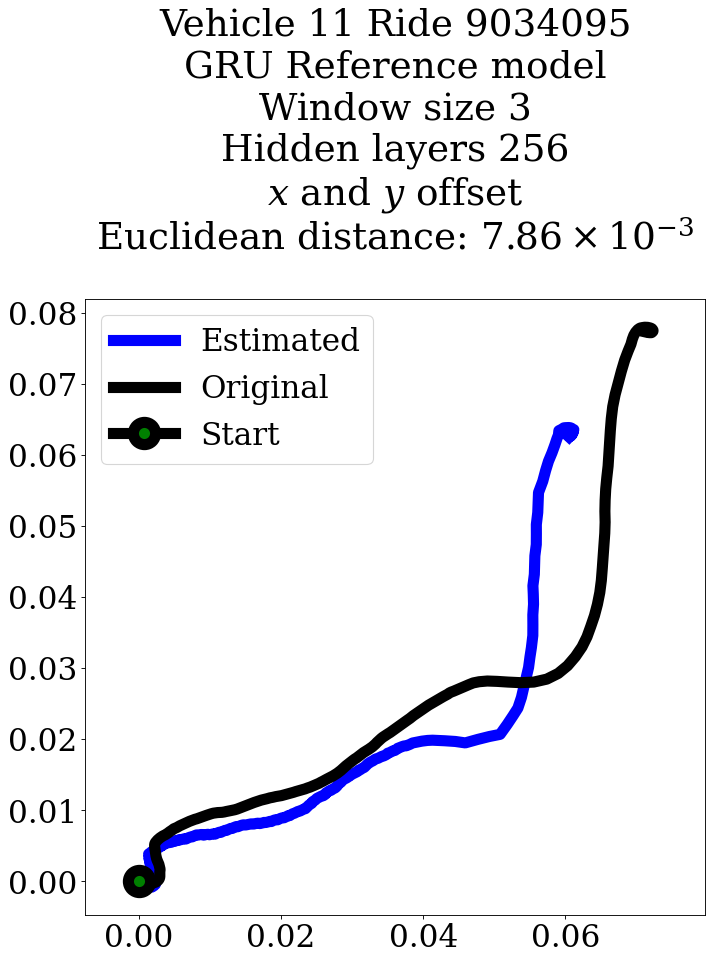 Vehicle 11 Ride 9034095
GRU Reference model
Window size 3
Hidden layers 256
x and y offset
Euclidean distance: 7.86 × 10⁻³
0.08
0.07
0.06
0.05
0.04
0.03
0.02
0.01
0.00
Estimated
Original
Start
0.00 0.02 0.04 0.06